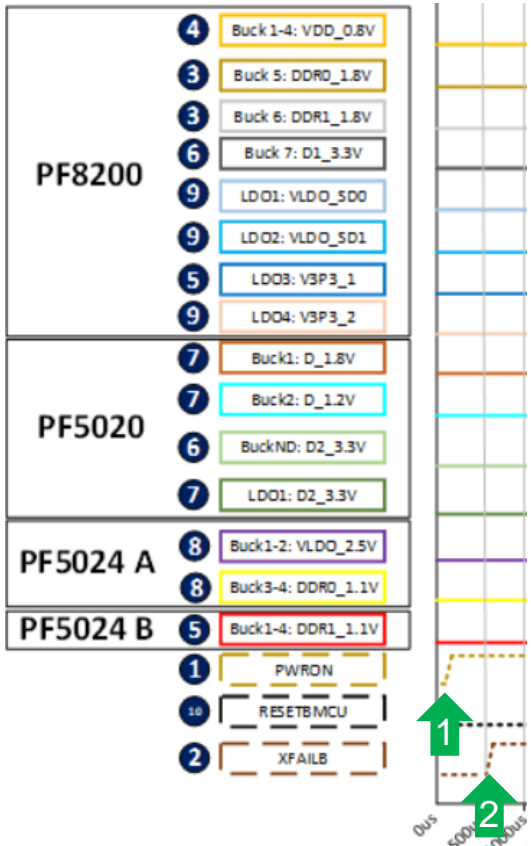 PF8200
4 Buck 1-4: VDD_0.8V
3 Buck 5: DDR0_1.8V
3 Buck 6: DDR1_1.8V
6 Buck 7: D1_3.3V
9 LDO1: VLDO_SD0
9 LDO2: VLDO_SD1
5 LDO3: V3P3_1
9 LDO4: V3P3_2
PF5020
7 Buck1: D_1.8V
7 Buck2: D_1.2V
6 BuckND: D2_3.3V
7 LDO1: D2_3.3V
PF5024 A
8 Buck1-2: VLDO_2.5V
8 Buck3-4: DDR0_1.1V
PF5024 B
5 Buck1-4: DDR1_1.1V
1 PWRON
10 RESETBMCU
2 XFAILB
1
2
0us